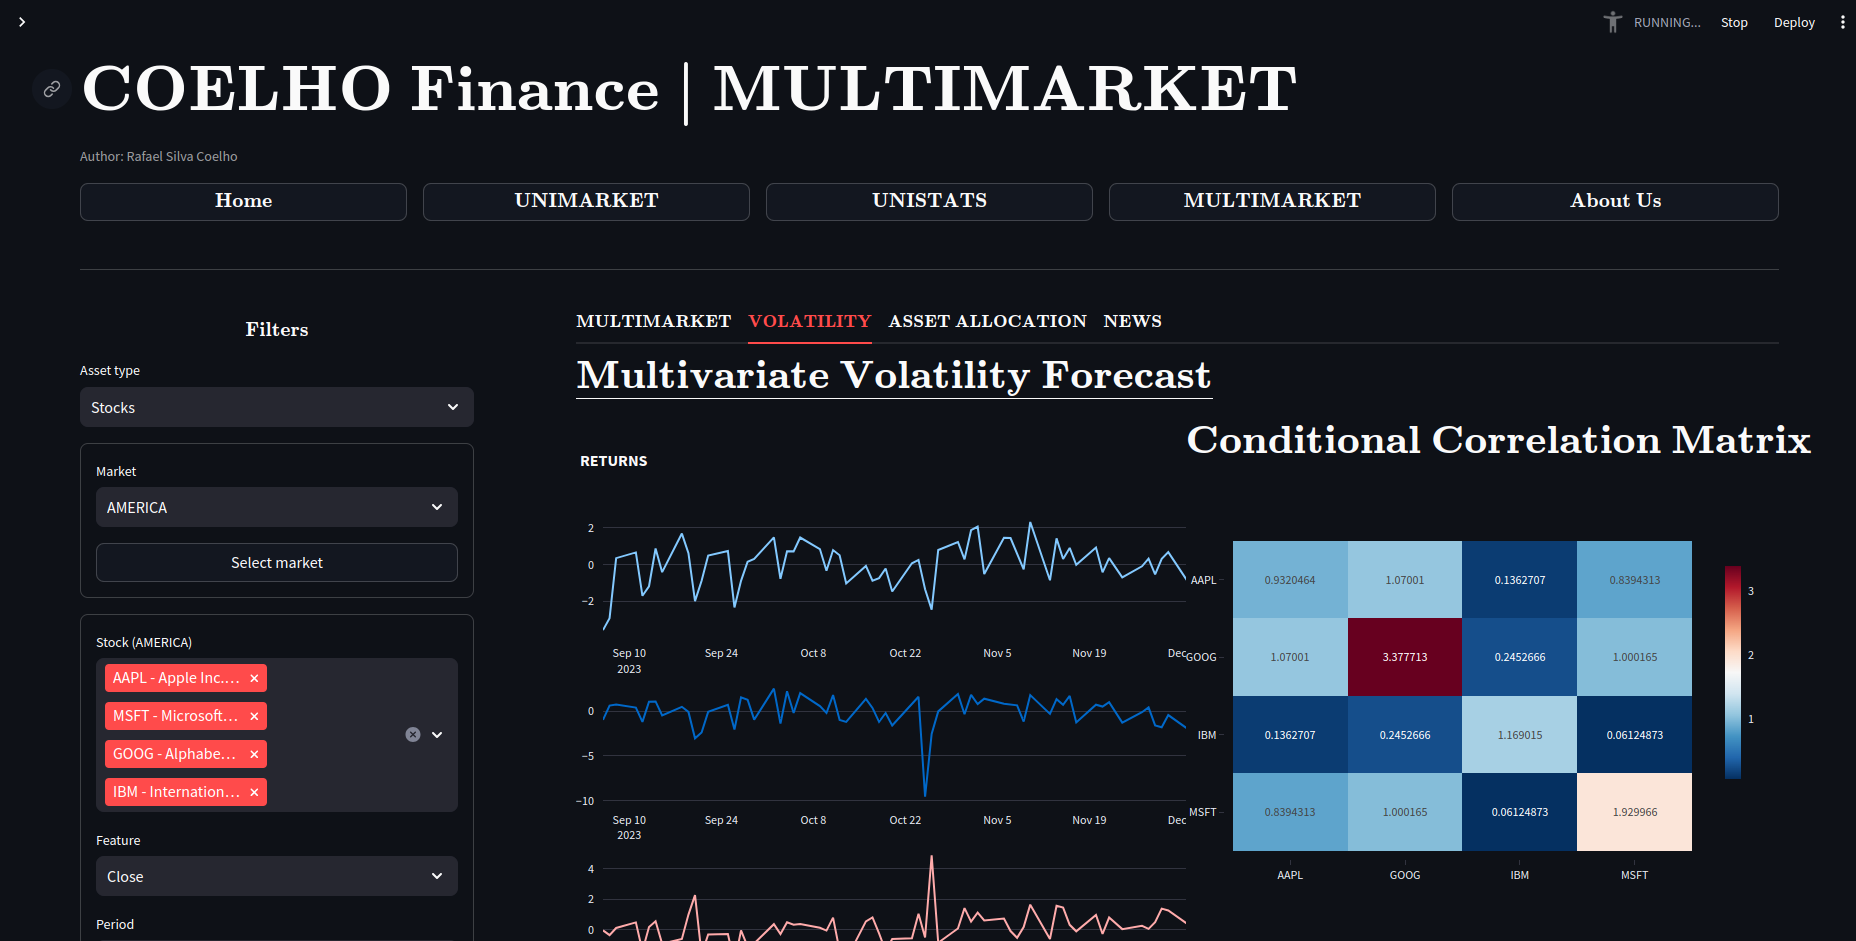 RUNNING...
Stop
Deploy
COELHO Finance | MULTIMARKET
Author: Rafael Silva Coelho
Home
UNIMARKET
UNISTATS
MULTIMARKET
About Us
Filters
Asset type
Stocks
Market
AMERICA
Select market
Stock (AMERICA)
AAPL - Apple Inc....
MSFT - Microsoft...
GOOG - Alphabe...
IBM - Internation...
Feature
Close
Period
MULTIMARKET
VOLATILITY
ASSET ALLOCATION
NEWS
Multivariate Volatility Forecast
RETURNS
2
0
−2
Sep 10 Sep 24 Oct 8 Oct 22 Nov 5 Nov 19 Dec
2023
0
−5
−10
Sep 10 Sep 24 Oct 8 Oct 22 Nov 5 Nov 19 Dec
2023
4
2
0
Conditional Correlation Matrix
AAPL 0.9320464 1.07001 0.1362707 0.8394313
GOOG 1.07001 3.377713 0.2452666 1.000165
IBM 0.1362707 0.2452666 1.169015 0.06124873
MSFT 0.8394313 1.000165 0.06124873 1.929966
AAPL GOOG IBM MSFT
3
2
1